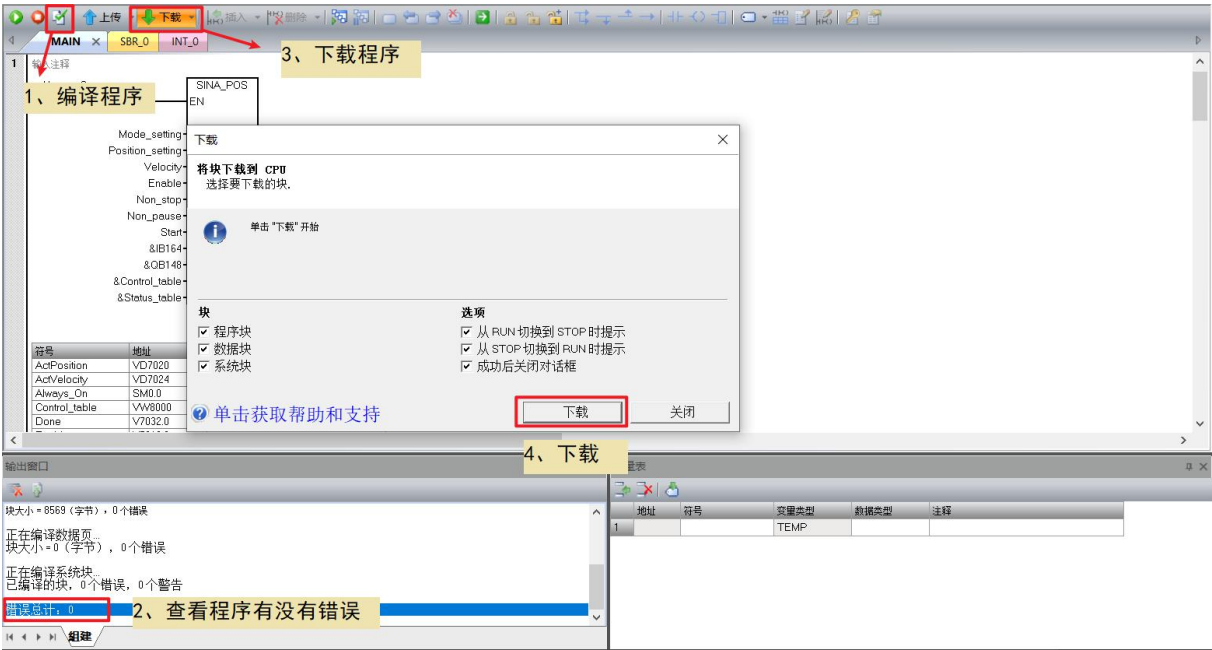 上传
下载
插入
删除
MAIN
SBR_0
INT_0
3、下载程序
1
输入注释
SINA_POS
1、编译程序
EN
Mode_setting
Position_setting
Velocity
Enable
Non_stop
Non_pause
Start
&IB164
&QB148
&Control_table
&Status_table
下载
将块下载到 CPU
选择要下载的块.
单击 "下载" 开始
块
选项
程序块
从 RUN 切换到 STOP 时提示
数据块
从 STOP 切换到 RUN 时提示
系统块
成功后关闭对话框
单击获取帮助和支持
下载
关闭
符号 地址
ActPosition VD7020
ActVelocity VD7024
Always_On SM0.0
Control_table VW8000
Done V7032.0
4、下载
输出窗口
量表
块大小 = 8569 (字节) , 0个错误
正在编译数据页...
块大小=0 (字节) , 0个错误
正在编译系统块...
已编译的块, 0个错误, 0个警告
错误总计: 0
2、查看程序有没有错误
组建
地址 符号 变量类型 数据类型 注释
1 TEMP